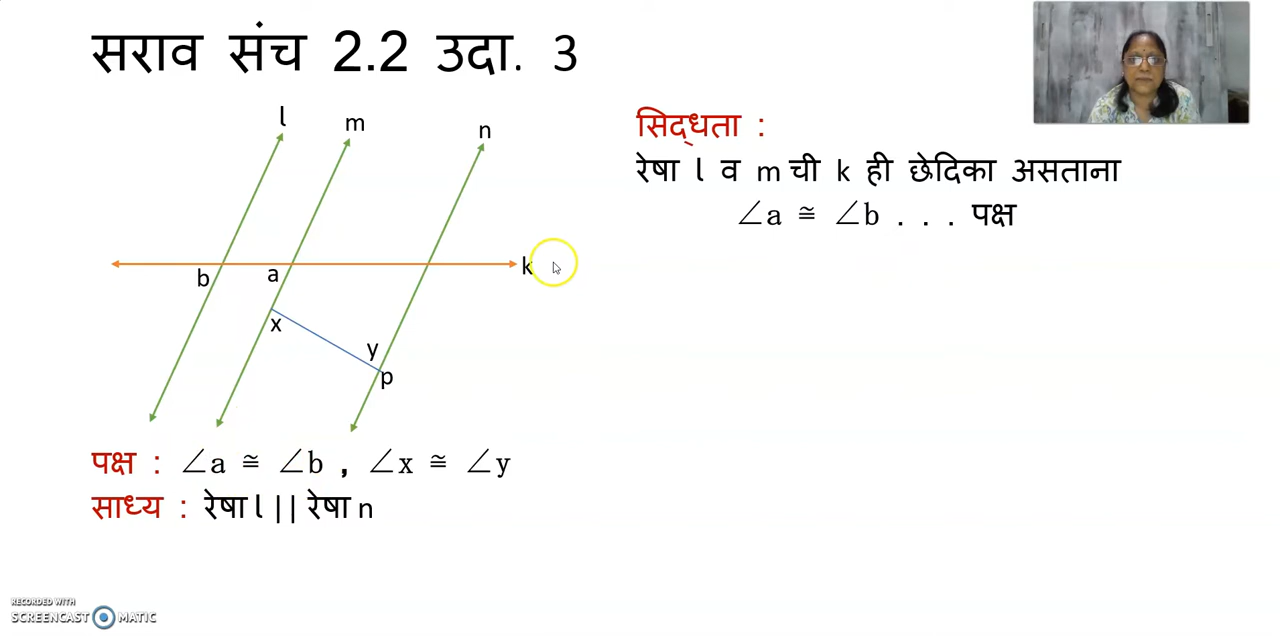 सराव संच 2.2 उदा. 3
l
m
n
b
a
k
x
y
p
पक्ष : ∠a ≅ ∠b , ∠x ≅ ∠y
साध्य : रेषा l || रेषा n
सिद्धता :
रेषा l व m ची k ही छेदिका असताना
∠a ≅ ∠b . . . पक्ष
RECORDED WITH
SCREENCAST MATIC